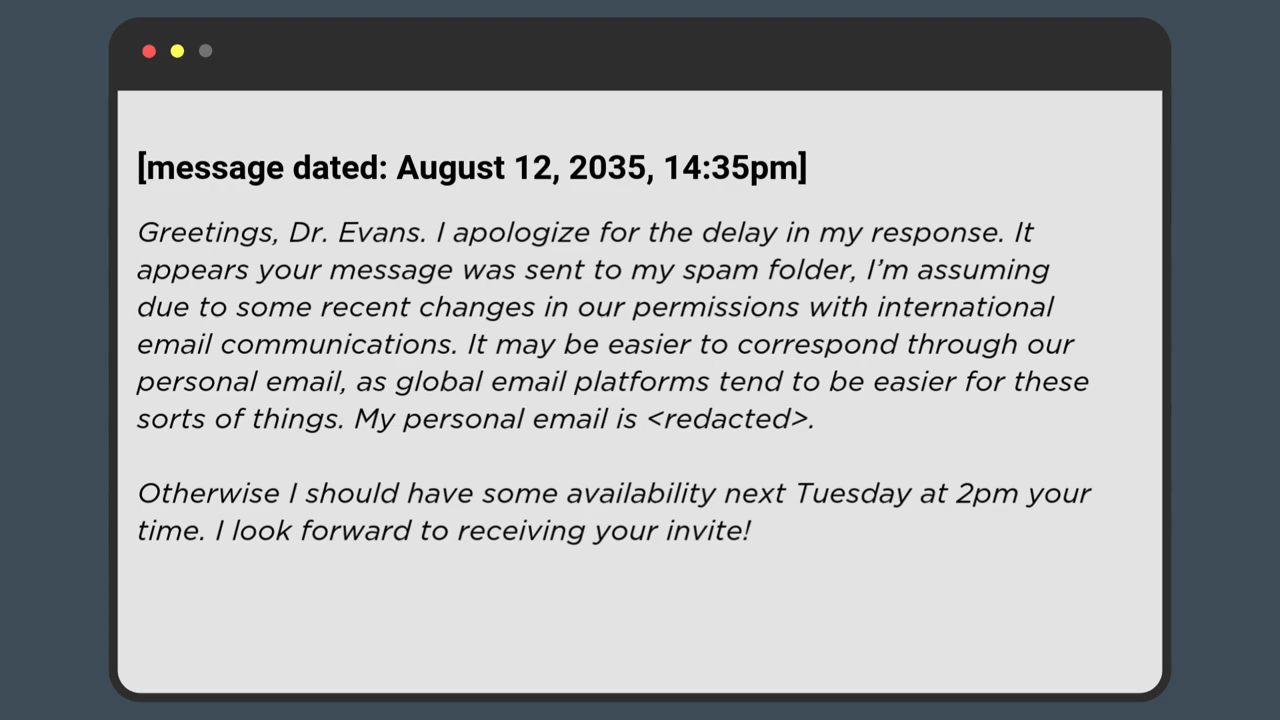 [message dated: August 12, 2035, 14:35pm]
Greetings, Dr. Evans. I apologize for the delay in my response. It
appears your message was sent to my spam folder, I’m assuming
due to some recent changes in our permissions with international
email communications. It may be easier to correspond through our
personal email, as global email platforms tend to be easier for these
sorts of things. My personal email is <redacted>.
Otherwise I should have some availability next Tuesday at 2pm your
time. I look forward to receiving your invite!